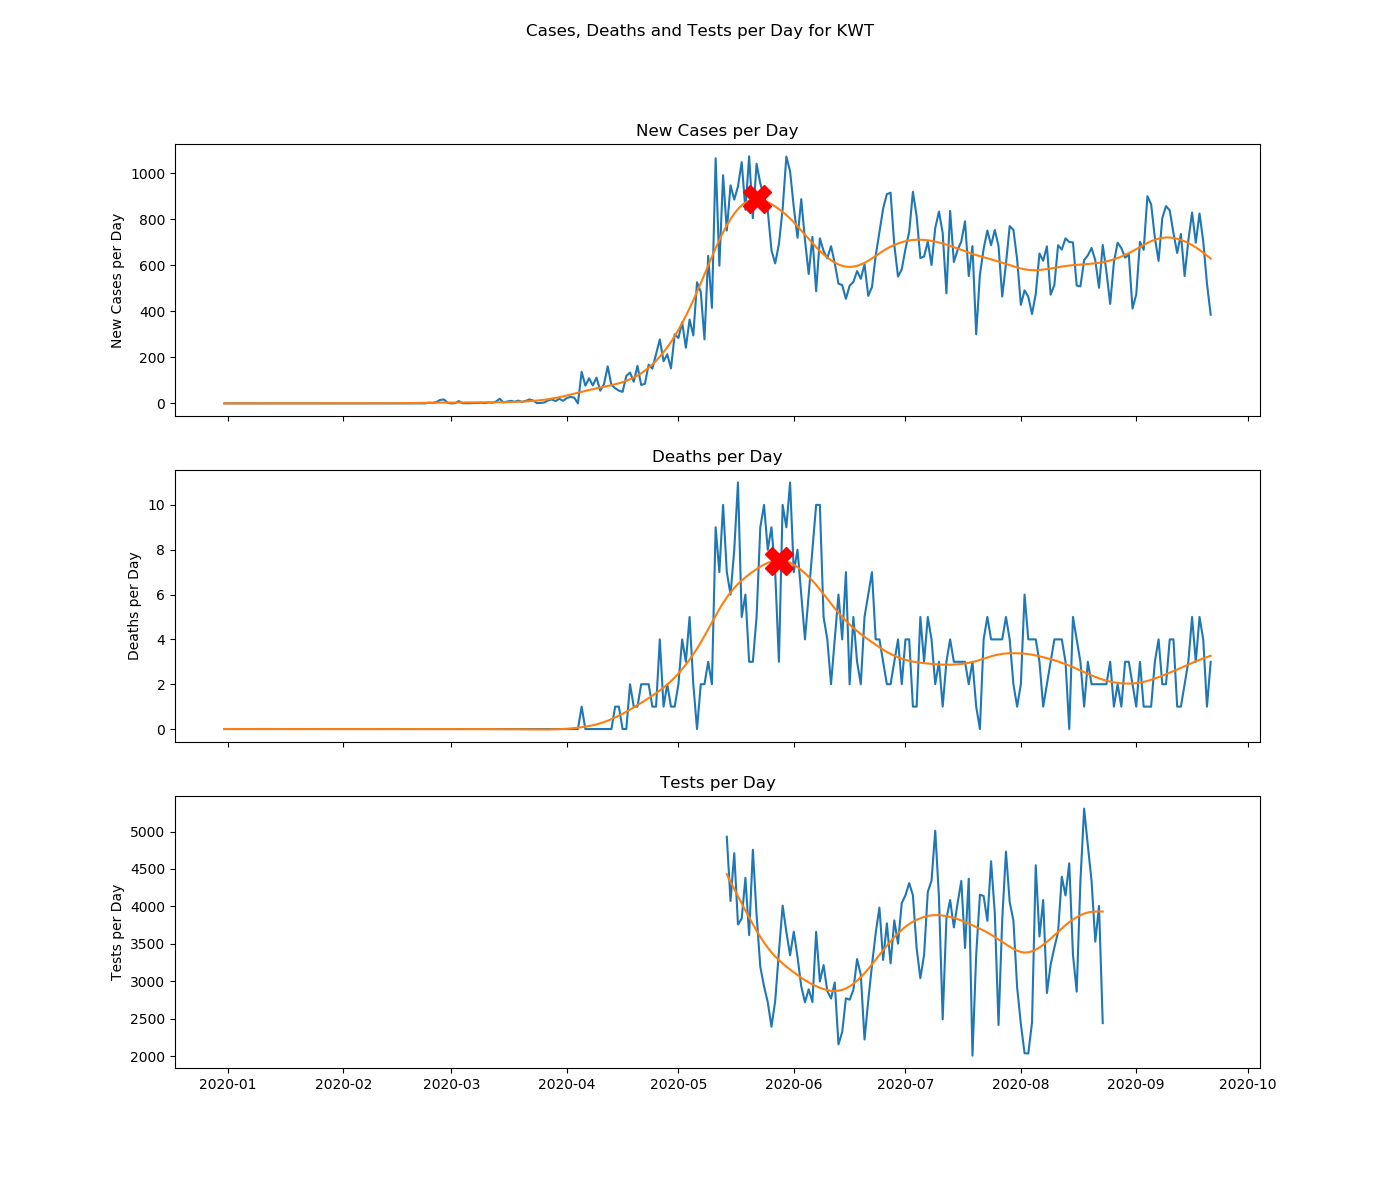 Cases, Deaths and Tests per Day for KWT
New Cases per Day
New Cases per Day
1000
800
600
400
200
0
Deaths per Day
Deaths per Day
10
8
6
4
2
0
Tests per Day
Tests per Day
5000
4500
4000
3500
3000
2500
2000
2020-01 2020-02 2020-03 2020-04 2020-05 2020-06 2020-07 2020-08 2020-09 2020-10